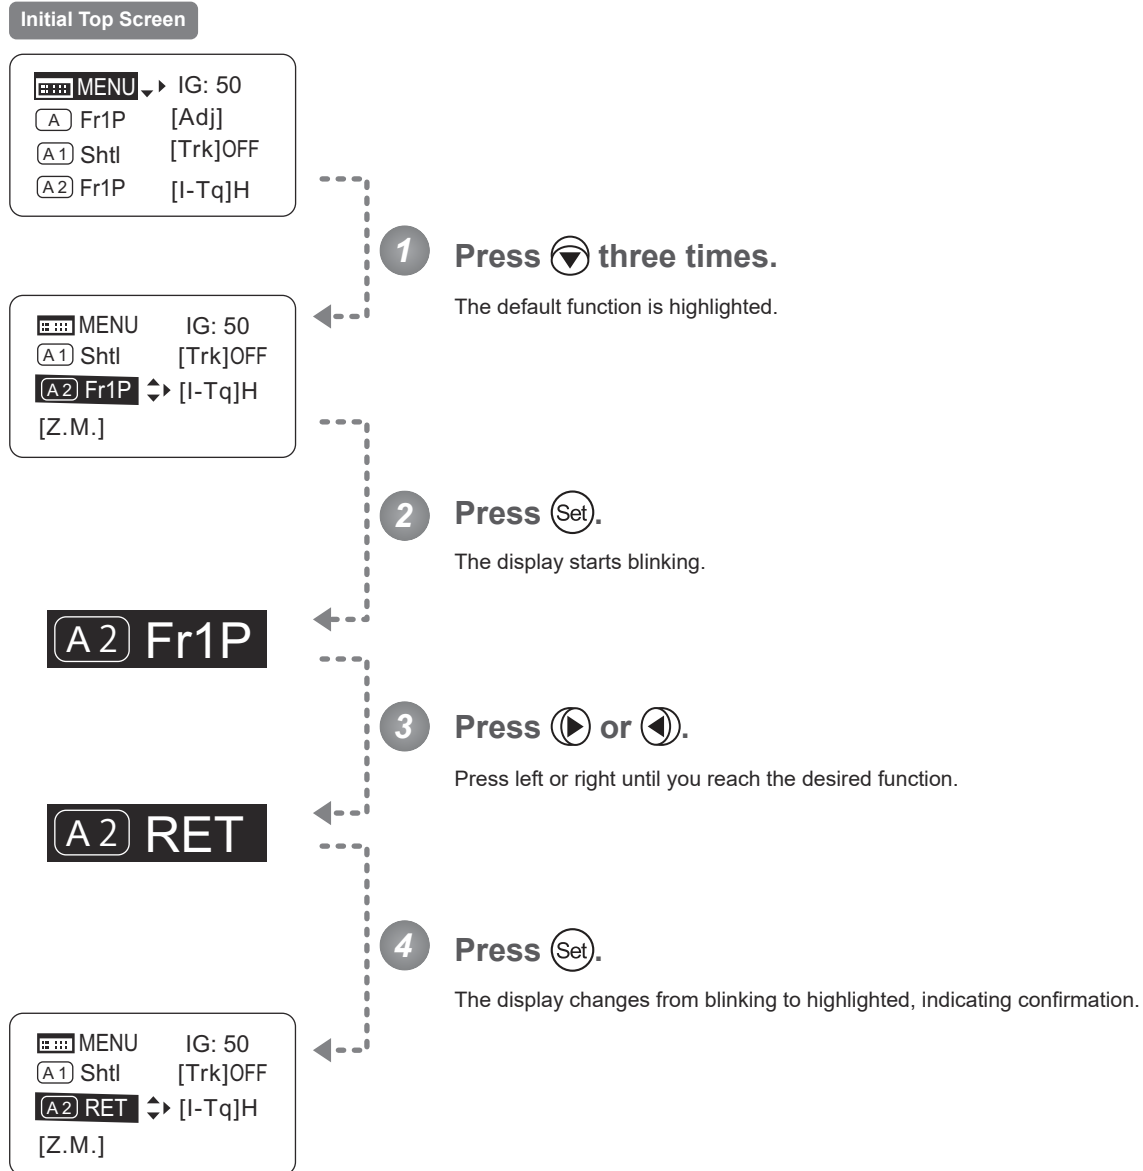 Initial Top Screen
MENU IG: 50
A Fr1P [Adj]
A1 Shtl [Trk]OFF
A2 Fr1P [I-Tq]H
1 Press three times.
The default function is highlighted.
MENU IG: 50
A1 Shtl [Trk]OFF
A2 Fr1P [I-Tq]H
[Z.M.]
2 Press Set.
The display starts blinking.
A2 Fr1P
3 Press or .
Press left or right until you reach the desired function.
A2 RET
4 Press Set.
The display changes from blinking to highlighted, indicating confirmation.
MENU IG: 50
A1 Shtl [Trk]OFF
A2 RET [I-Tq]H
[Z.M.]